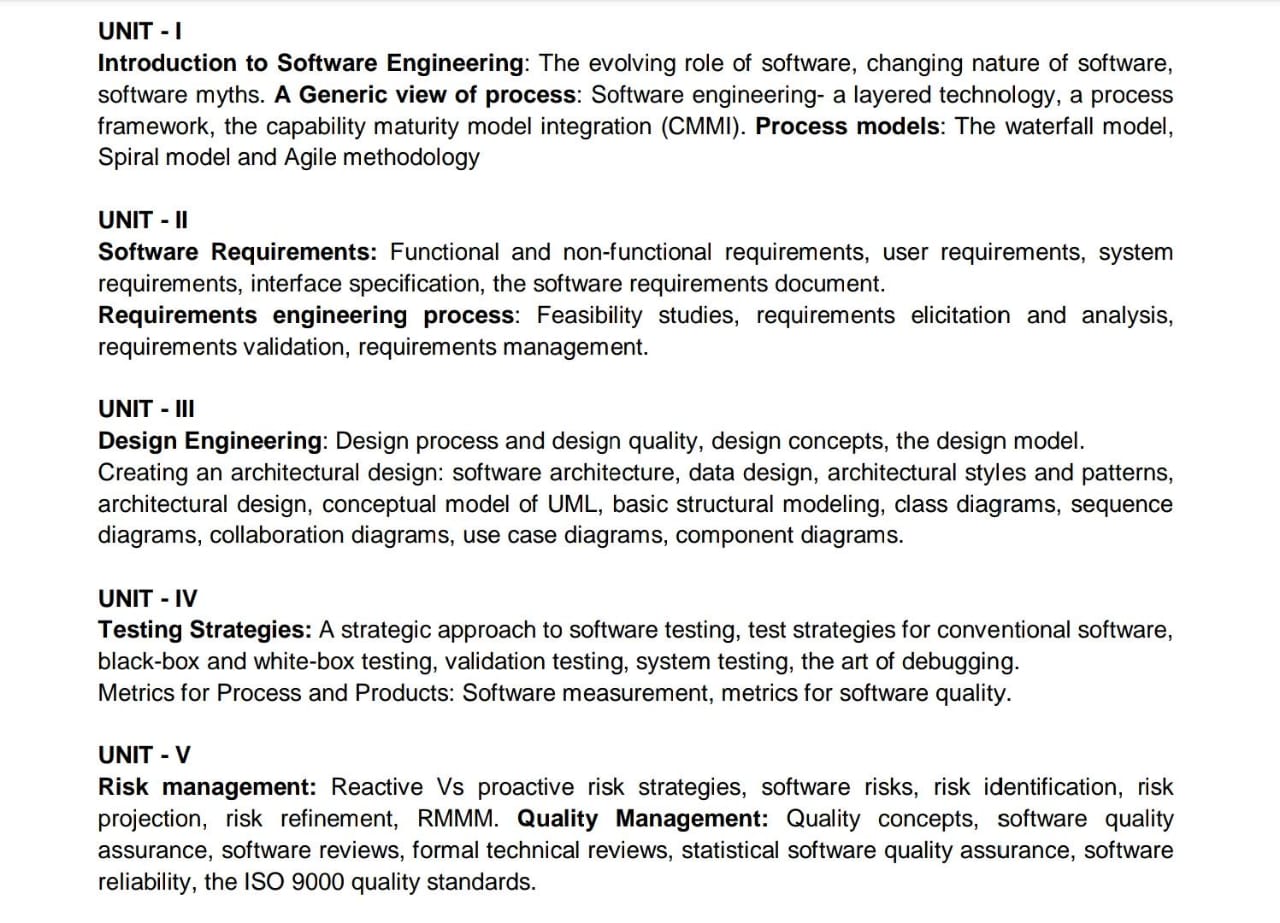 UNIT - I
Introduction to Software Engineering: The evolving role of software, changing nature of software,
software myths. A Generic view of process: Software engineering- a layered technology, a process
framework, the capability maturity model integration (CMMI). Process models: The waterfall model,
Spiral model and Agile methodology
UNIT - II
Software Requirements: Functional and non-functional requirements, user requirements, system
requirements, interface specification, the software requirements document.
Requirements engineering process: Feasibility studies, requirements elicitation and analysis,
requirements validation, requirements management.
UNIT - III
Design Engineering: Design process and design quality, design concepts, the design model.
Creating an architectural design: software architecture, data design, architectural styles and patterns,
architectural design, conceptual model of UML, basic structural modeling, class diagrams, sequence
diagrams, collaboration diagrams, use case diagrams, component diagrams.
UNIT - IV
Testing Strategies: A strategic approach to software testing, test strategies for conventional software,
black-box and white-box testing, validation testing, system testing, the art of debugging.
Metrics for Process and Products: Software measurement, metrics for software quality.
UNIT - V
Risk management: Reactive Vs proactive risk strategies, software risks, risk identification, risk
projection, risk refinement, RMMM. Quality Management: Quality concepts, software quality
assurance, software reviews, formal technical reviews, statistical software quality assurance, software
reliability, the ISO 9000 quality standards.